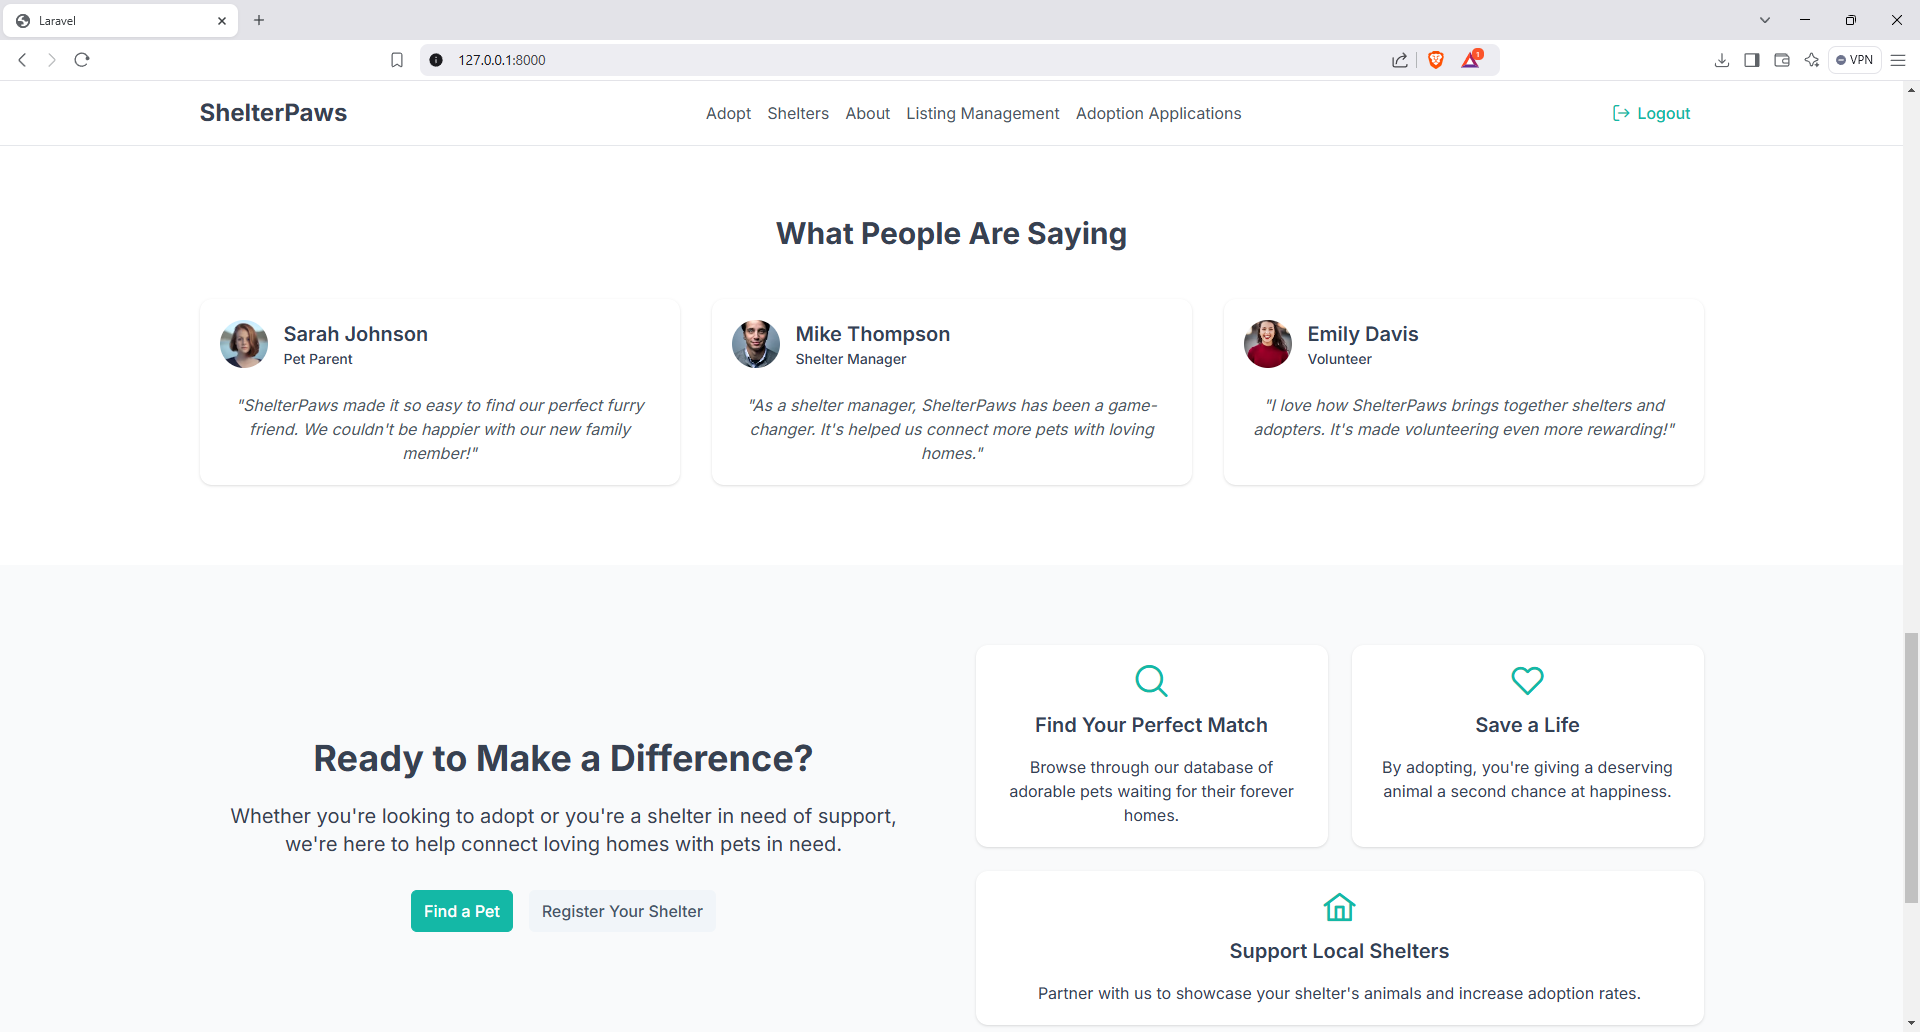 Laravel
127.0.0.1:8000
1
VPN
ShelterPaws
Adopt
Shelters
About
Listing Management
Adoption Applications
Logout
What People Are Saying
Sarah Johnson
Pet Parent
"ShelterPaws made it so easy to find our perfect furry
friend. We couldn't be happier with our new family
member!"
Mike Thompson
Shelter Manager
"As a shelter manager, ShelterPaws has been a game-
changer. It's helped us connect more pets with loving
homes."
Emily Davis
Volunteer
"I love how ShelterPaws brings together shelters and
adopters. It's made volunteering even more rewarding!"
Ready to Make a Difference?
Whether you're looking to adopt or you're a shelter in need of support,
we're here to help connect loving homes with pets in need.
Find a Pet
Register Your Shelter
Find Your Perfect Match
Browse through our database of
adorable pets waiting for their forever
homes.
Save a Life
By adopting, you're giving a deserving
animal a second chance at happiness.
Support Local Shelters
Partner with us to showcase your shelter's animals and increase adoption rates.